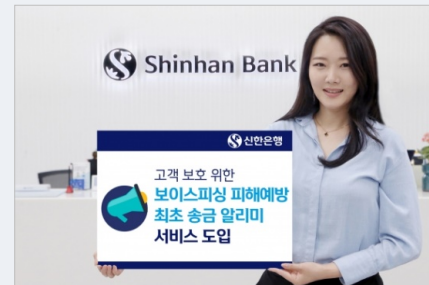 Shinhan Bank
신한은행
고객 보호 위한
보이스피싱 피해예방
최초 송금 알리미
서비스 도입